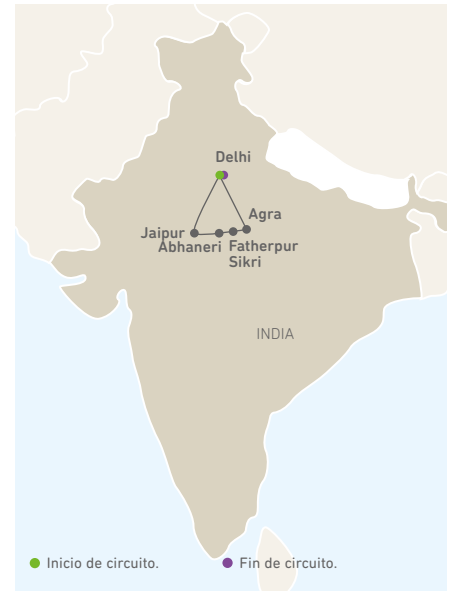 Delhi
Agra
Jaipur
Abhaneri Fatherpur
Sikri
INDIA
Inicio de circuito. Fin de circuito.